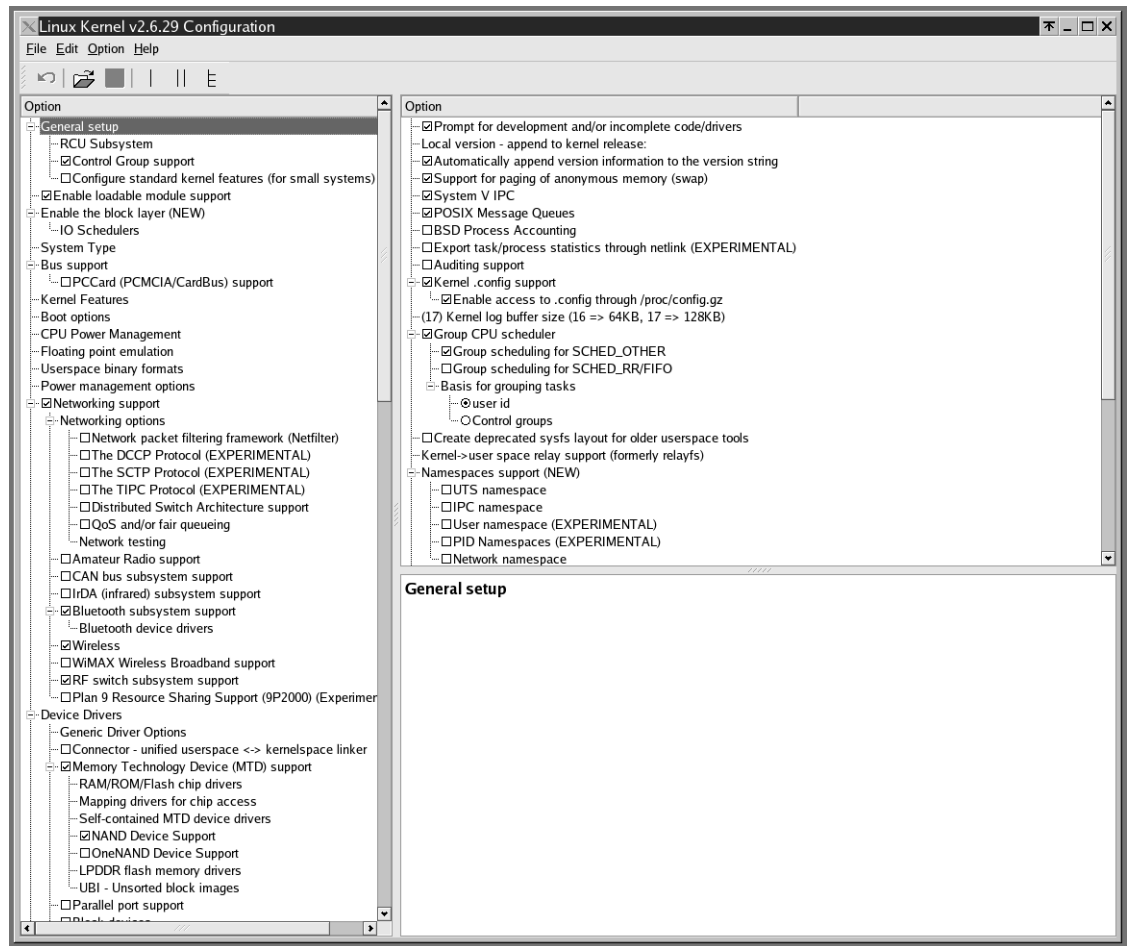 Linux Kernel v2.6.29 Configuration
File Edit Option Help
Option
General setup
RCU Subsystem
Control Group support
Configure standard kernel features (for small systems)
Enable loadable module support
Enable the block layer (NEW)
IO Schedulers
System Type
Bus support
PCCard (PCMCIA/CardBus) support
Kernel Features
Boot options
CPU Power Management
Floating point emulation
Userspace binary formats
Power management options
Networking support
Networking options
Network packet filtering framework (Netfilter)
The DCCP Protocol (EXPERIMENTAL)
The SCTP Protocol (EXPERIMENTAL)
The TIPC Protocol (EXPERIMENTAL)
Distributed Switch Architecture support
QoS and/or fair queueing
Network testing
Amateur Radio support
CAN bus subsystem support
IrDA (infrared) subsystem support
Bluetooth subsystem support
Bluetooth device drivers
Wireless
WiMAX Wireless Broadband support
RF switch subsystem support
Plan 9 Resource Sharing Support (9P2000) (Experimer
Device Drivers
Generic Driver Options
Connector - unified userspace <-> kernelspace linker
Memory Technology Device (MTD) support
RAM/ROM/Flash chip drivers
Mapping drivers for chip access
Self-contained MTD device drivers
NAND Device Support
OneNAND Device Support
LPDDR flash memory drivers
UBI - Unsorted block images
Parallel port support
Block devices
Option
Prompt for development and/or incomplete code/drivers
Local version - append to kernel release:
Automatically append version information to the version string
Support for paging of anonymous memory (swap)
System V IPC
POSIX Message Queues
BSD Process Accounting
Export task/process statistics through netlink (EXPERIMENTAL)
Auditing support
Kernel .config support
Enable access to .config through /proc/config.gz
(17) Kernel log buffer size (16 => 64KB, 17 => 128KB)
Group CPU scheduler
Group scheduling for SCHED_OTHER
Group scheduling for SCHED_RR/FIFO
Basis for grouping tasks
user id
Control groups
Create deprecated sysfs layout for older userspace tools
Kernel->user space relay support (formerly relayfs)
Namespaces support (NEW)
UTS namespace
IPC namespace
User namespace (EXPERIMENTAL)
PID Namespaces (EXPERIMENTAL)
Network namespace
General setup